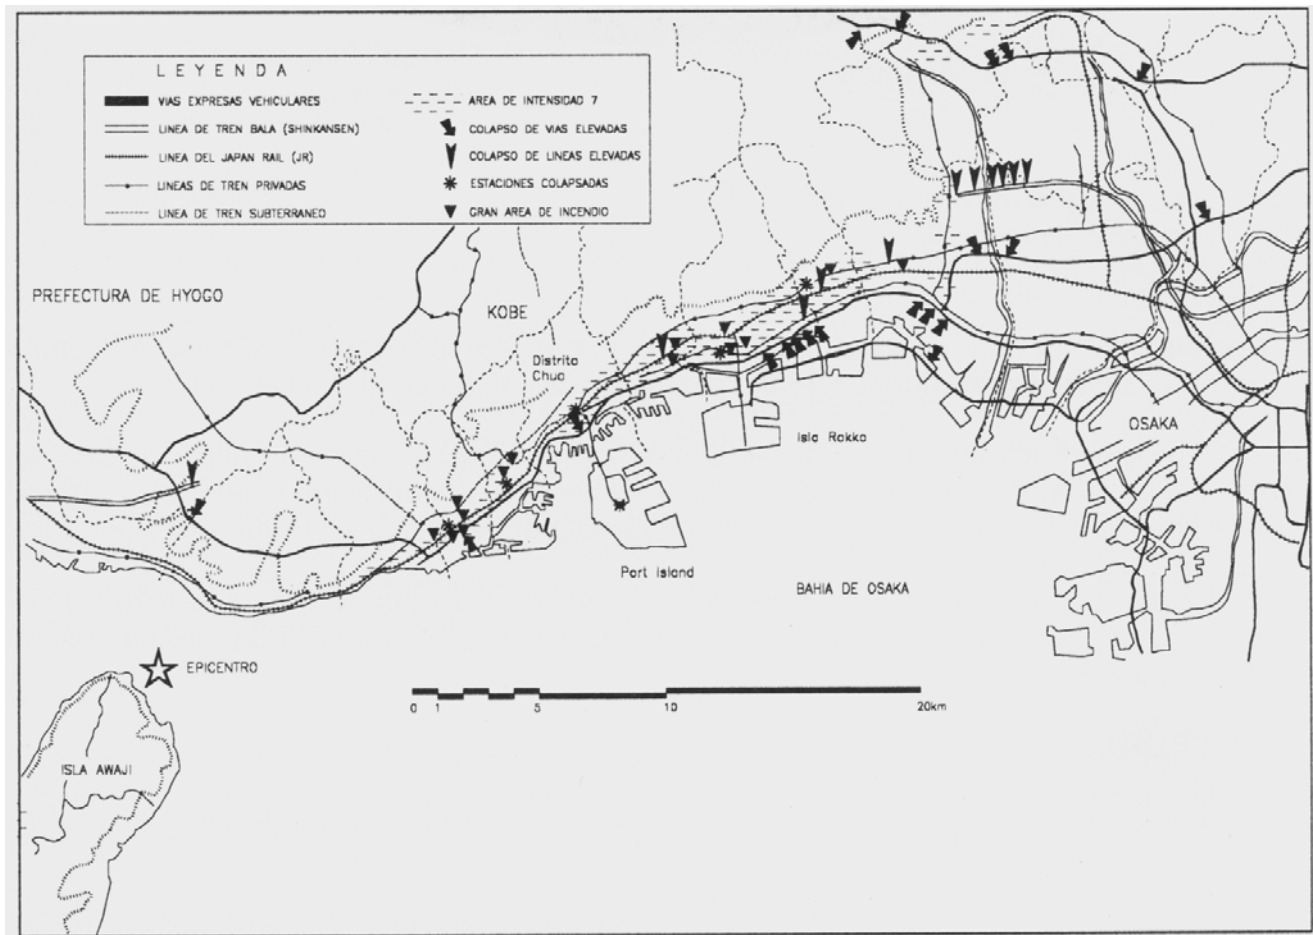 LEYENDA
VIAS EXPRESAS VEHICULARES
LINEA DE TREN BALA (SHINKANSEN)
LINEA DEL JAPAN RAIL (JR)
LINEAS DE TREN PRIVADAS
LINEA DE TREN SUBTERRANEO
AREA DE INTENSIDAD 7
COLAPSO DE VIAS ELEVADAS
COLAPSO DE LINEAS ELEVADAS
ESTACIONES COLAPSADAS
GRAN AREA DE INCENDIO
PREFECTURA DE HYOGO
KOBE
Distrito
Chuo
Isla Rokko
OSAKA
Port Island
BAHIA DE OSAKA
EPICENTRO
0 1 5 10 20km
ISLA AWAJI